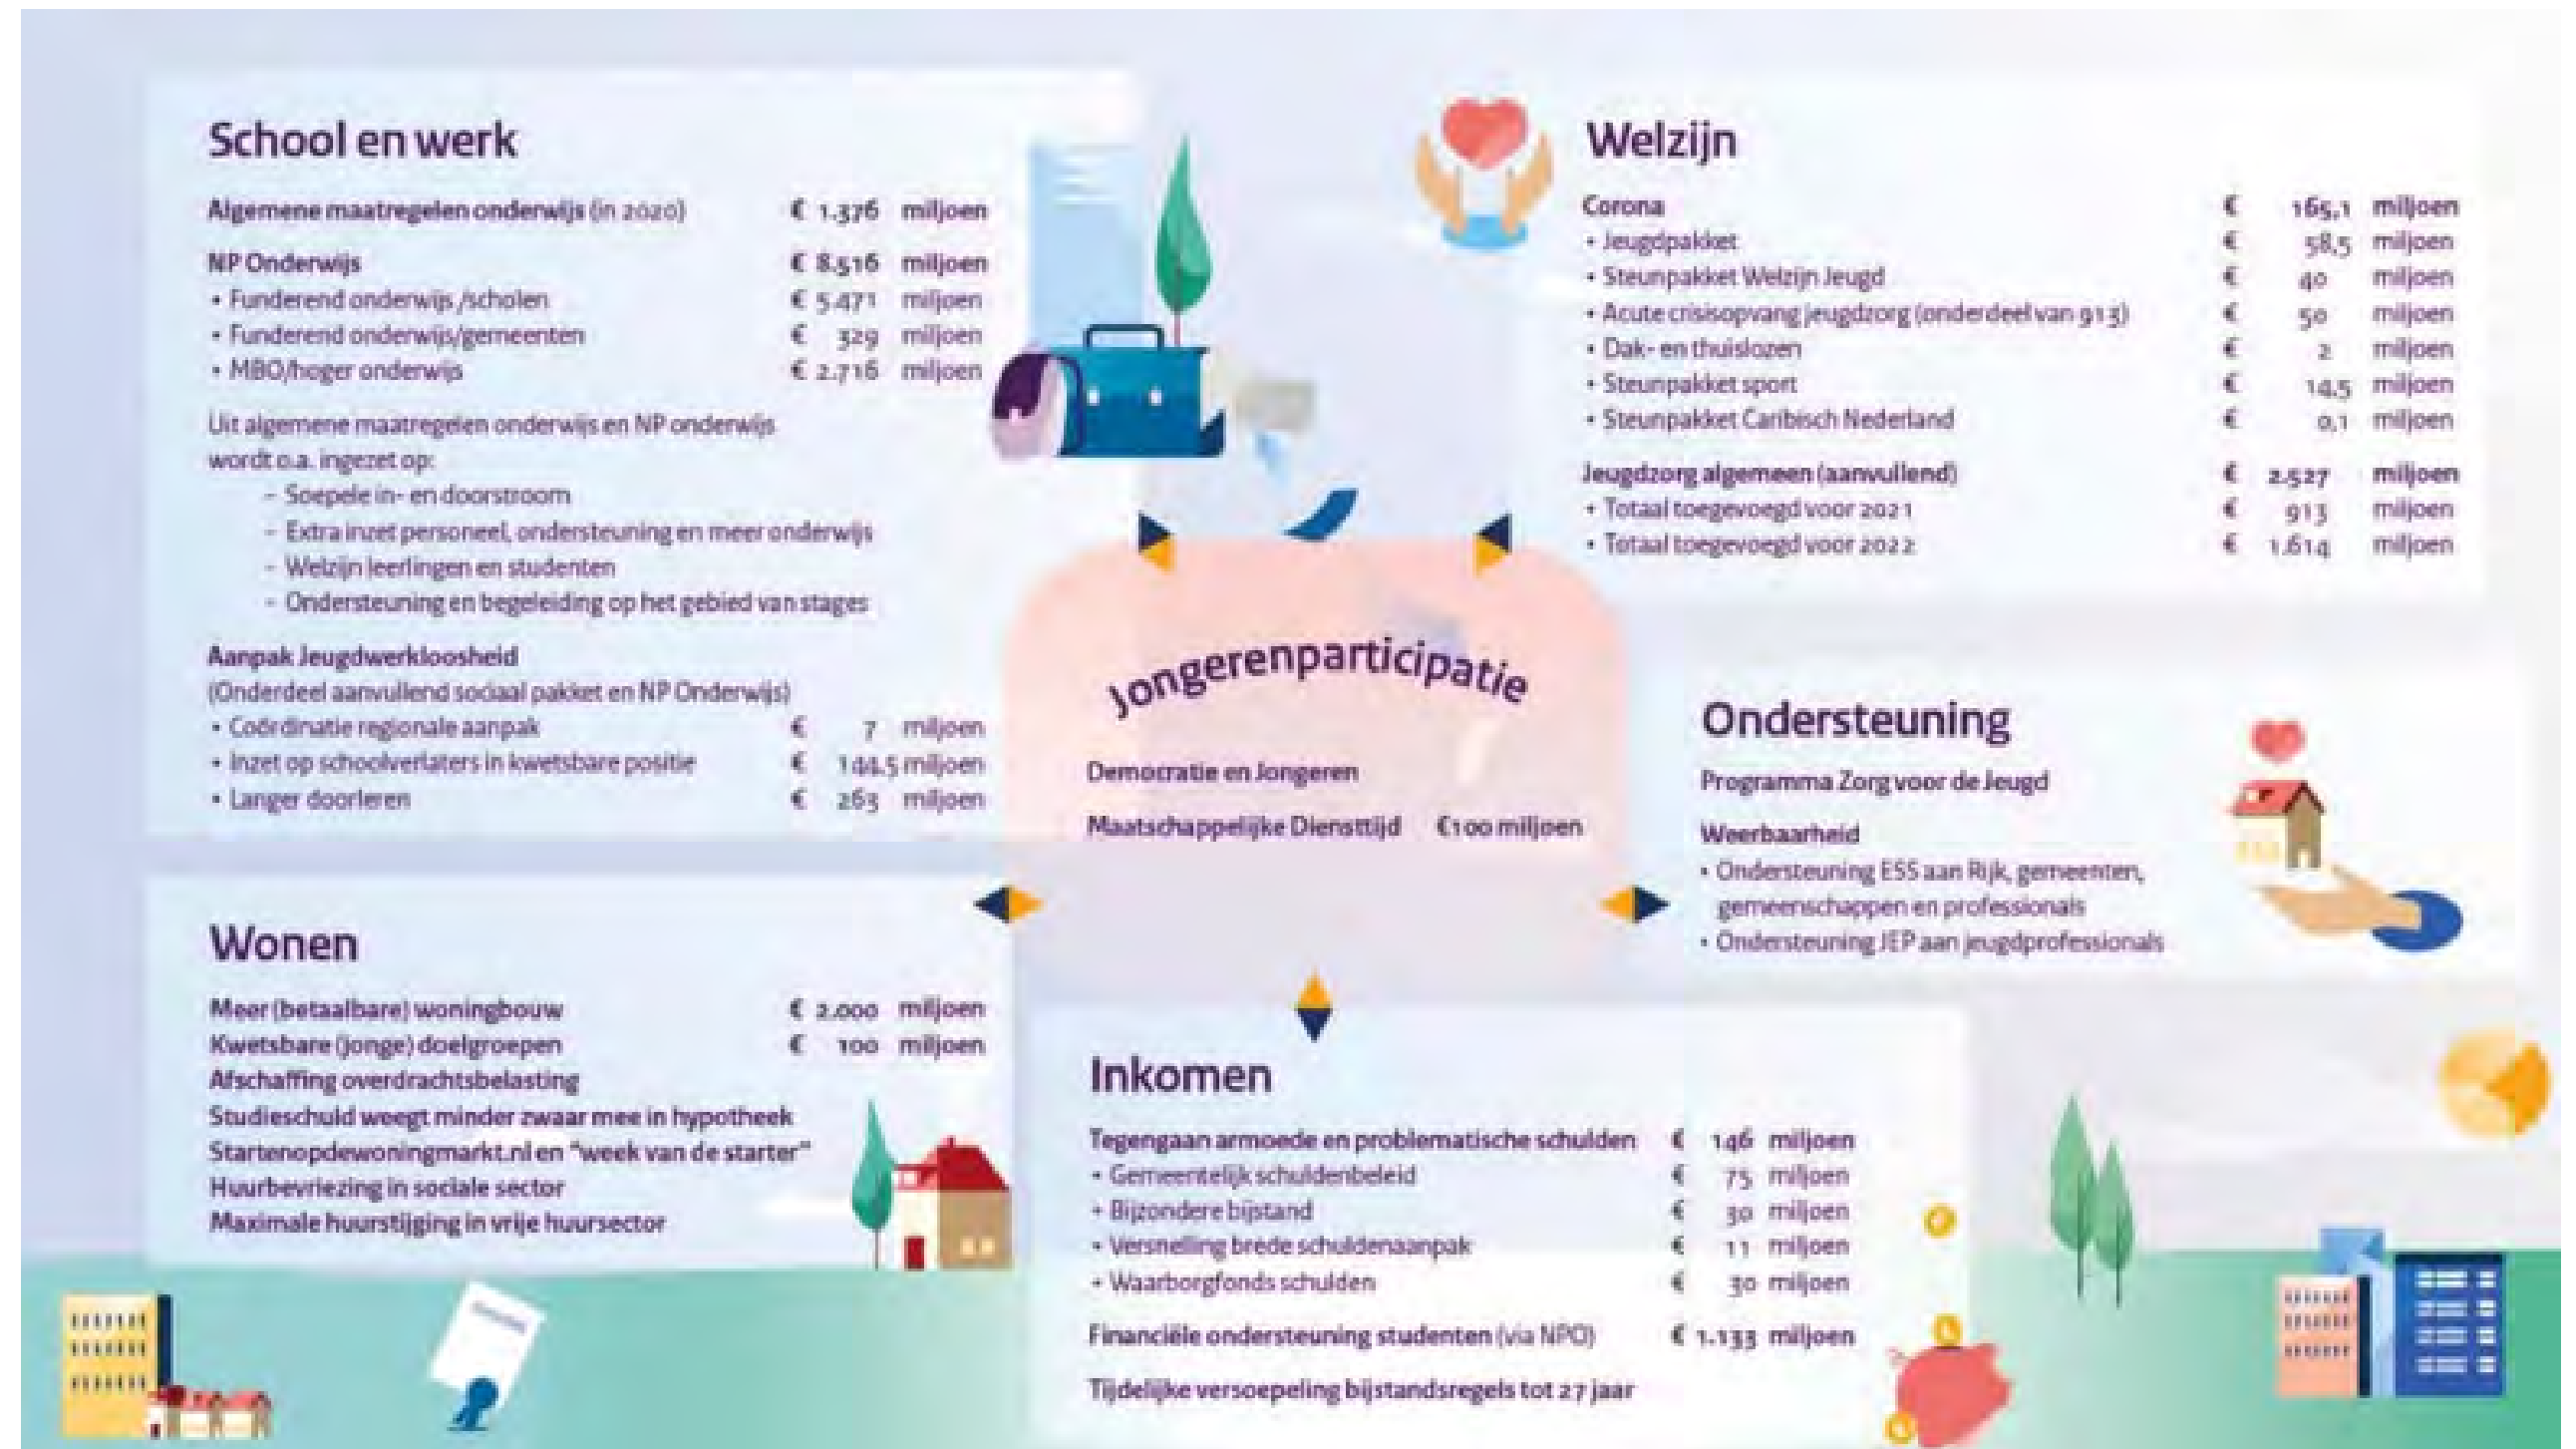 School en werk
Algemene maatregelen onderwijs (in 2020) € 1.376 miljoen
NP Onderwijs € 8.516 miljoen
• Funderend onderwijs /scholen € 5.471 miljoen
• Funderend onderwijs/gemeenten € 329 miljoen
• MBO/hoger onderwijs € 2.716 miljoen
Uit algemene maatregelen onderwijs en NP onderwijs
wordt o.a. ingezet op:
- Soepele in- en doorstroom
- Extra inzet personeel, ondersteuning en meer onderwijs
- Welzijn leerlingen en studenten
- Ondersteuning en begeleiding op het gebied van stages
Aanpak Jeugdwerkloosheid
(Onderdeel aanvullend sociaal pakket en NP Onderwijs)
• Coördinatie regionale aanpak € 7 miljoen
• Inzet op schoolverlaters in kwetsbare positie € 144,5 miljoen
• Langer doorleren € 263 miljoen
Welzijn
Corona € 165,1 miljoen
• Jeugdpakket € 58,5 miljoen
• Steunpakket Welzijn Jeugd € 40 miljoen
• Acute crisisopvang jeugdzorg (onderdeel van 913) € 50 miljoen
• Dak- en thuislozen € 2 miljoen
• Steunpakket sport € 14,5 miljoen
• Steunpakket Caribisch Nederland € 0,1 miljoen
Jeugdzorg algemeen (aanvullend) € 2.527 miljoen
• Totaal toegevoegd voor 2021 € 913 miljoen
• Totaal toegevoegd voor 2022 € 1.614 miljoen
Jongerenparticipatie
Democratie en Jongeren
Maatschappelijke Diensttijd €100 miljoen
Ondersteuning
Programma Zorg voor de Jeugd
Weerbaarheid
• Ondersteuning ESS aan Rijk, gemeenten,
gemeenschappen en professionals
• Ondersteuning JEP aan jeugdprofessionals
Wonen
Meer (betaalbare) woningbouw € 2.000 miljoen
Kwetsbare (jonge) doelgroepen € 100 miljoen
Afschaffing overdrachtsbelasting
Studieschuld weegt minder zwaar mee in hypotheek
Startenopdewoningmarkt.nl en "week van de starter"
Huurbevriezing in sociale sector
Maximale huurstijging in vrije huursector
Inkomen
Tegengaan armoede en problematische schulden € 146 miljoen
• Gemeentelijk schuldenbeleid € 75 miljoen
• Bijzondere bijstand € 30 miljoen
• Versnelling brede schuldenaanpak € 11 miljoen
• Waarborgfonds schulden € 30 miljoen
Financiële ondersteuning studenten (via NPO) € 1.133 miljoen
Tijdelijke versoepeling bijstandsregels tot 27 jaar